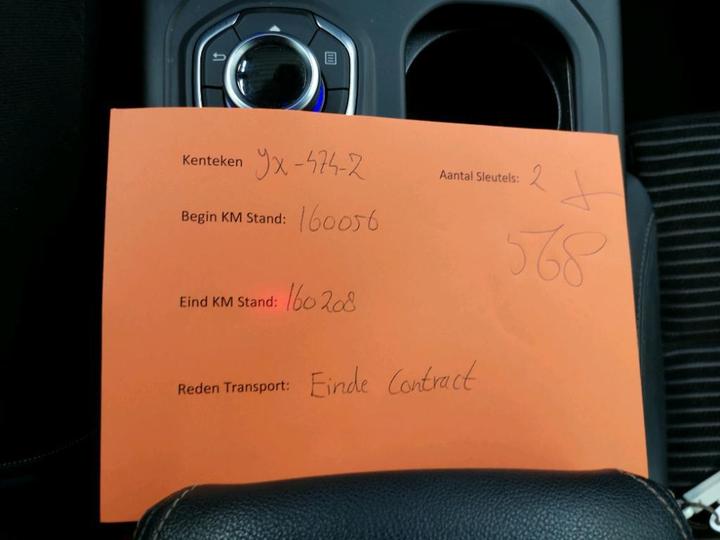 Kenteken yx-474-Z
Aantal Sleutels: 2
Begin KM Stand: 160056
568
Eind KM Stand: 160208
Reden Transport: Einde Contract